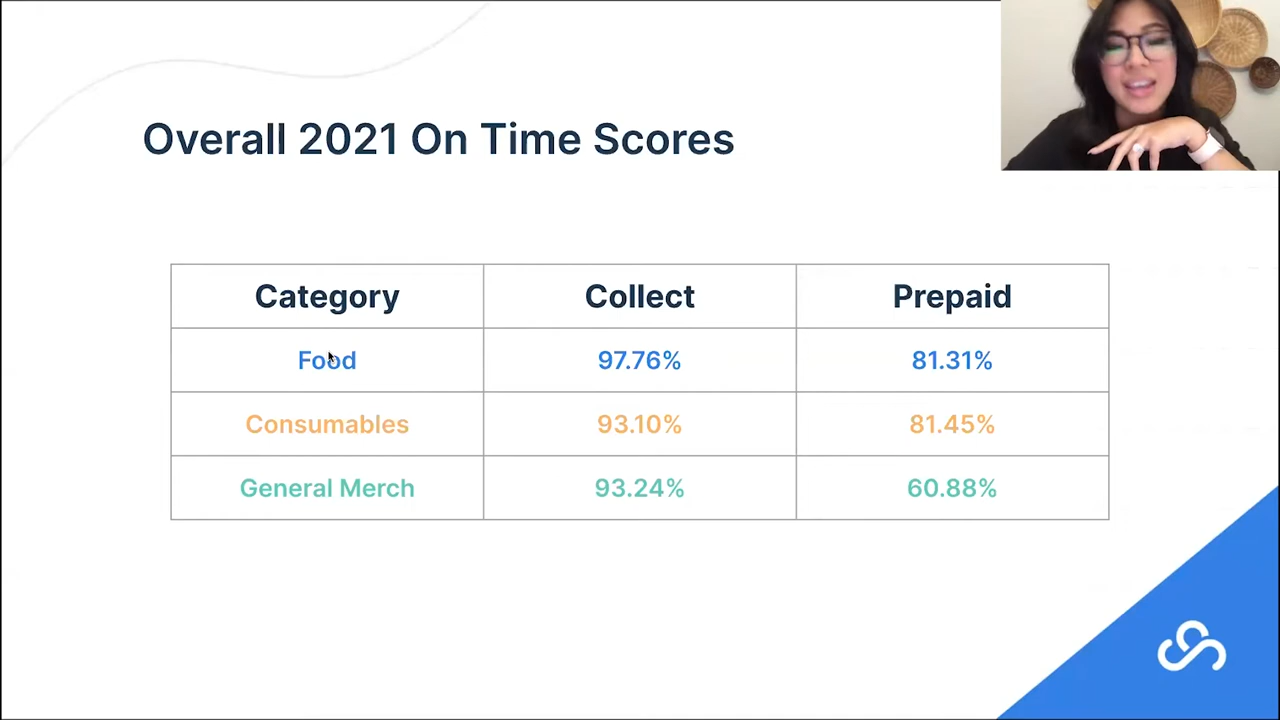 Overall 2021 On Time Scores
Category Collect Prepaid
Food 97.76% 81.31%
Consumables 93.10% 81.45%
General Merch 93.24% 60.88%